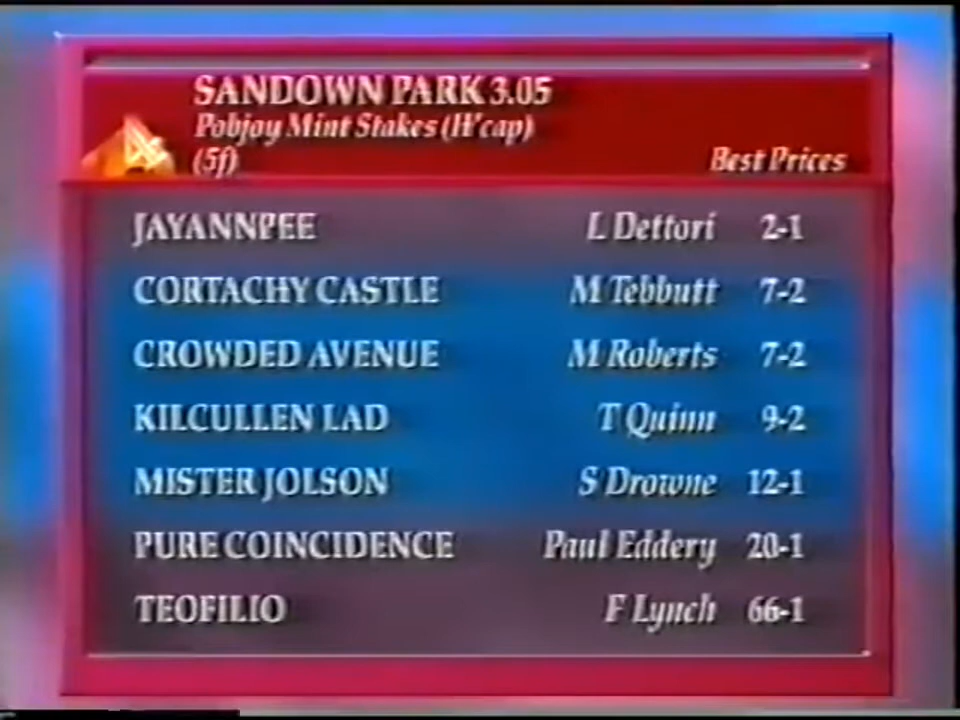 SANDOWN PARK 3.05
Pobjoy Mint Stakes (H'cap)
(5f) Best Prices
JAYANNPEE L Dettori 2-1
CORTACHY CASTLE M Tebbutt 7-2
CROWDED AVENUE M Roberts 7-2
KILCULLEN LAD T Quinn 9-2
MISTER JOLSON S Drowne 12-1
PURE COINCIDENCE Paul Eddery 20-1
TEOFILIO F Lynch 66-1